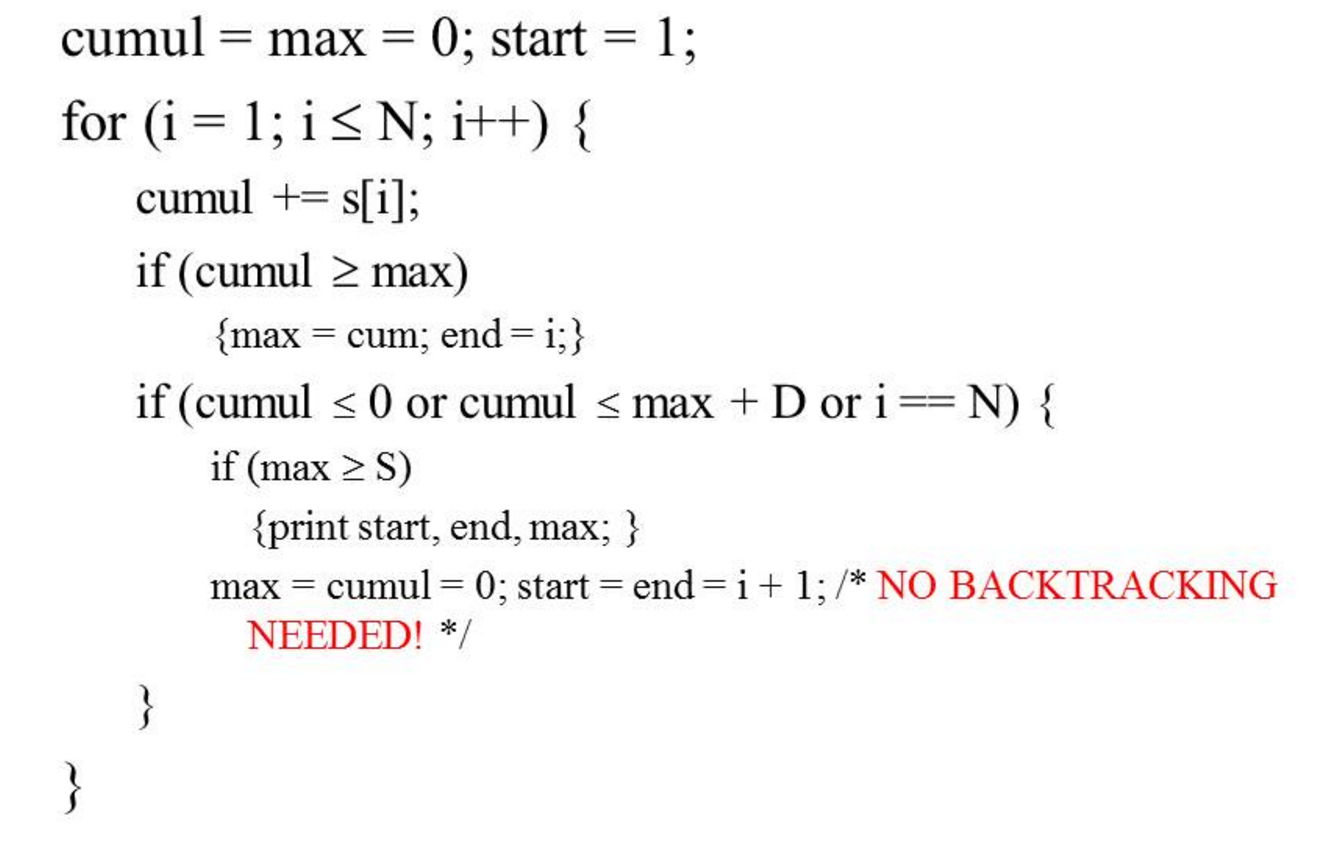 cumul = max = 0; start = 1;
for (i = 1; i ≤ N; i++) {
cumul += s[i];
if (cumul ≥ max)
{max = cum; end = i;}
if (cumul ≤ 0 or cumul ≤ max + D or i == N) {
if (max ≥ S)
{print start, end, max; }
max = cumul = 0; start = end = i + 1; /* NO BACKTRACKING
NEEDED! */
}
}